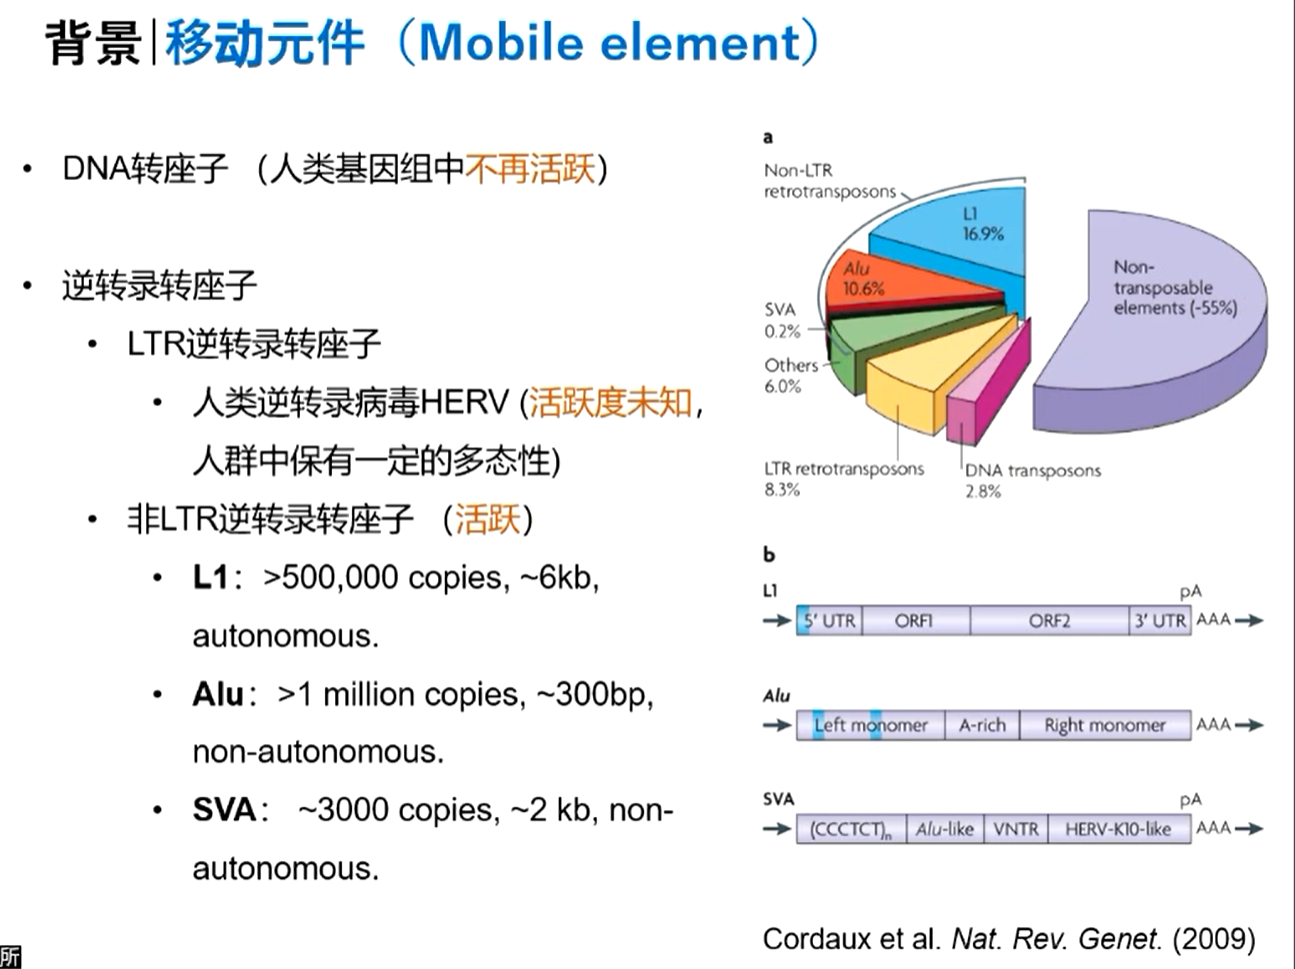 背景|移动元件（Mobile element）
• DNA转座子 （人类基因组中不再活跃）
• 逆转录转座子
• LTR逆转录转座子
• 人类逆转录病毒HERV (活跃度未知,
人群中保有一定的多态性)
• 非LTR逆转录转座子 （活跃）
• L1：>500,000 copies, ~6kb,
autonomous.
• Alu：>1 million copies, ~300bp,
non-autonomous.
• SVA： ~3000 copies, ~2 kb, non-
autonomous.
所
a
Non-LTR
retrotransposons
L1
16.9%
Alu
10.6%
SVA
0.2%
Others
6.0%
LTR retrotransposons
8.3%
DNA transposons
2.8%
Non-
transposable
elements (~55%)
b
L1
pA
5′ UTR ORF1 ORF2 3′ UTR AAA
Alu
Left monomer A-rich Right monomer AAA
SVA
pA
(CCCTCT)n Alu-like VNTR HERV-K10-like AAA
Cordaux et al. Nat. Rev. Genet. (2009)